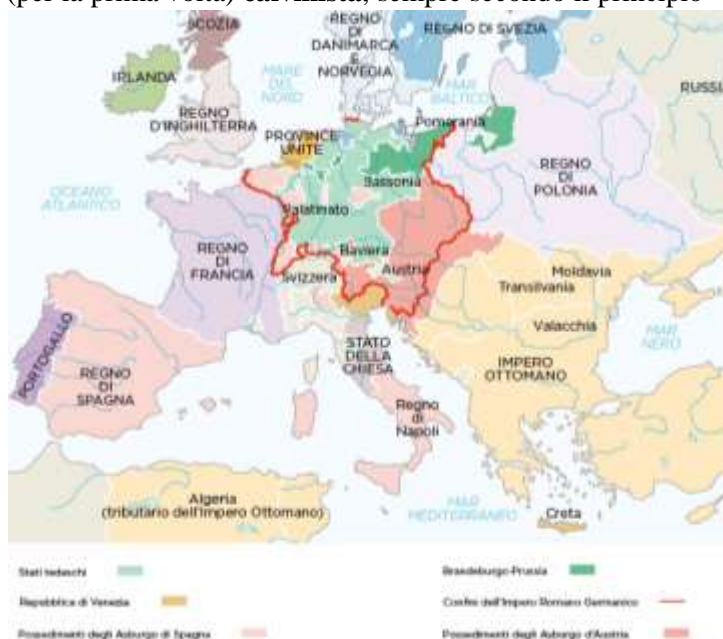 (per la prima volta) calvinista, sempre secondo il principio
SCOZIA
REGNO
DI
DANIMARCA
E
NORVEGIA
REGNO DI SVEZIA
IRLANDA
MARE
DEL
NORD
MAR
BALTICO
RUSSI
REGNO
D'INGHILTERRA
PROVINCE
UNITE
Pomerania
REGNO
DI
POLONIA
Sassonia
OCEANO
ATLANTICO
Palatinato
REGNO
DI
FRANCIA
Baviera
Austria
Svizzera
Moldavia
Transilvania
Valacchia
MAR
NERO
PORTOGALLO
REGNO
DI
SPAGNA
STATO
DELLA
CHIESA
IMPERO
OTTOMANO
Regno
di
Napoli
Algeria
(tributario dell'Impero Ottomano)
MAR
MEDITERRANEO
Creta
Stati tedeschi
Brandeburgo-Prussia
Repubblica di Venezia
Confini dell'Impero Romano Germanico
Possedimenti degli Asburgo di Spagna
Possedimenti degli Asburgo d'Austria